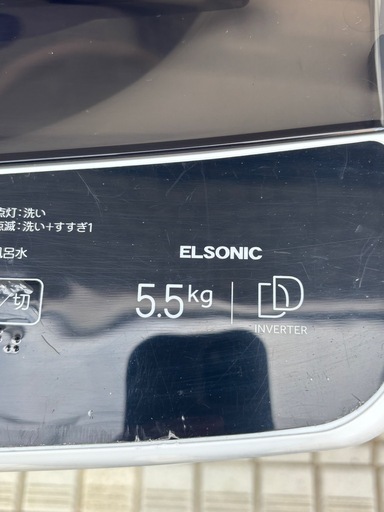 点灯:洗い
点滅:洗い+すすぎ1
風呂水
ELSONIC
/切
5.5kg
DD
INVERTER